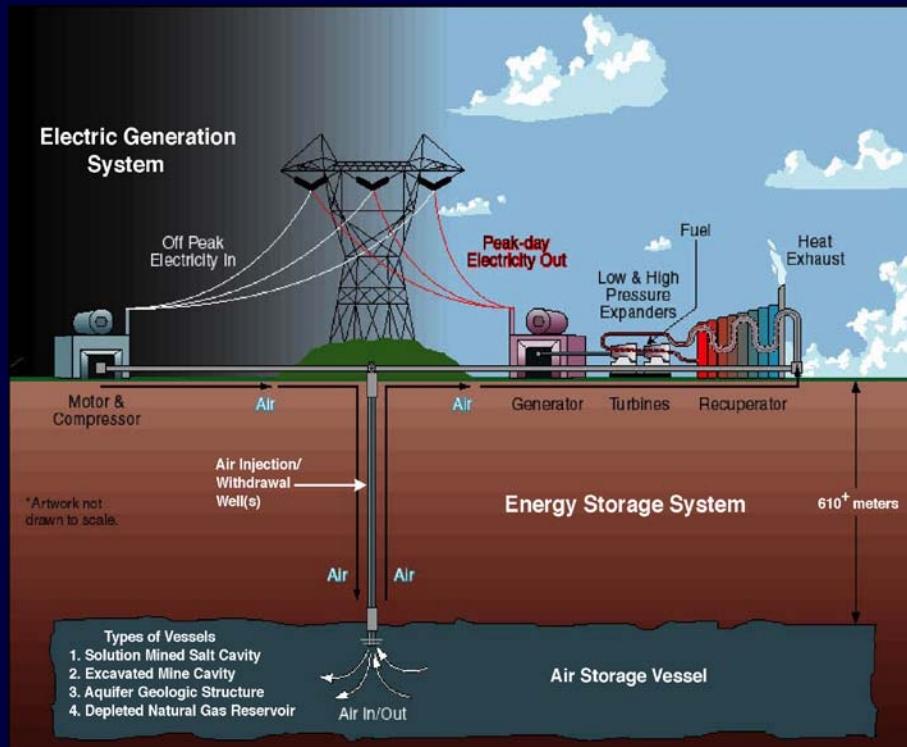 Electric Generation
System
Off Peak
Electricity In
Peak-day
Electricity Out
Fuel
Low & High
Pressure
Expanders
Heat
Exhaust
Motor &
Compressor
Air
Air
Generator
Turbines
Recuperator
Air Injection/
Withdrawal
Well(s)
*Artwork not
drawn to scale.
Energy Storage System
610+ meters
Air
Air
Types of Vessels
1. Solution Mined Salt Cavity
2. Excavated Mine Cavity
3. Aquifer Geologic Structure
4. Depleted Natural Gas Reservoir
Air In/Out
Air Storage Vessel